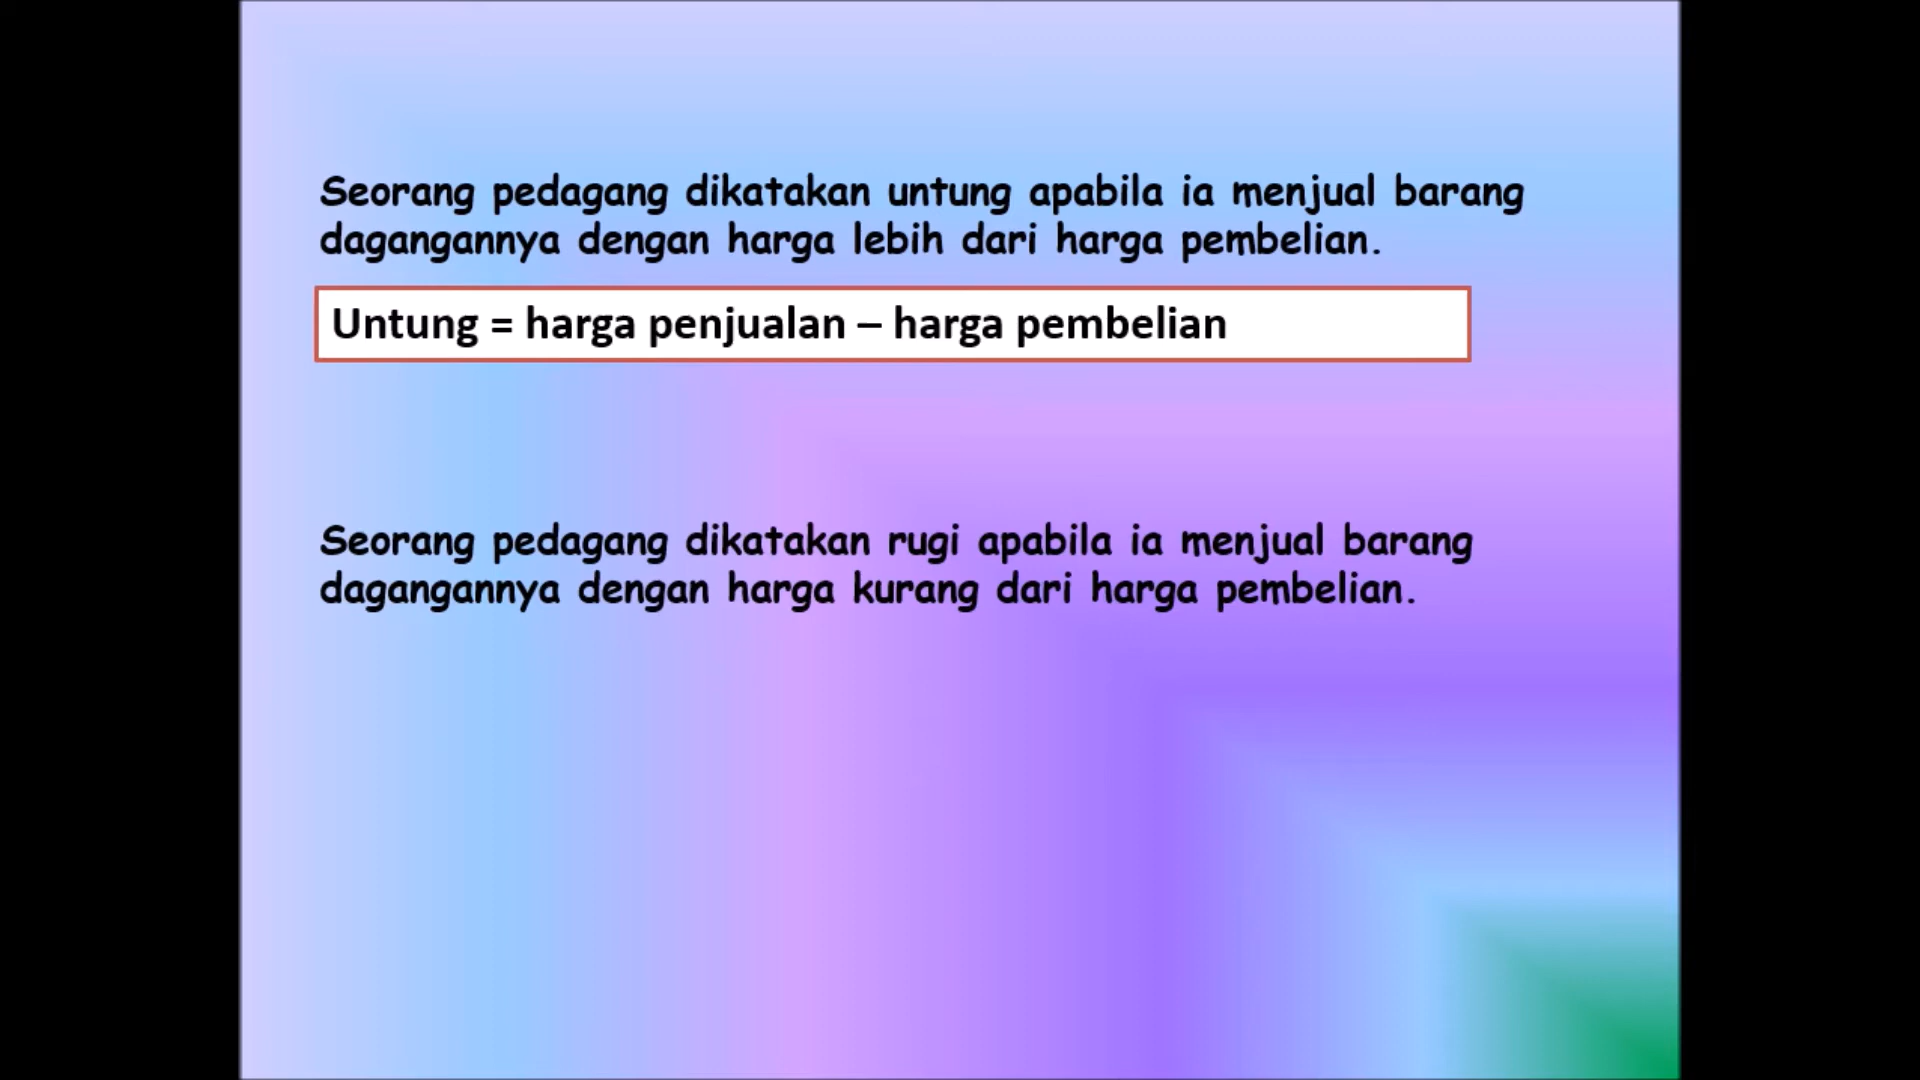 Seorang pedagang dikatakan untung apabila ia menjual barang
dagangannya dengan harga lebih dari harga pembelian.
Untung = harga penjualan – harga pembelian
Seorang pedagang dikatakan rugi apabila ia menjual barang
dagangannya dengan harga kurang dari harga pembelian.